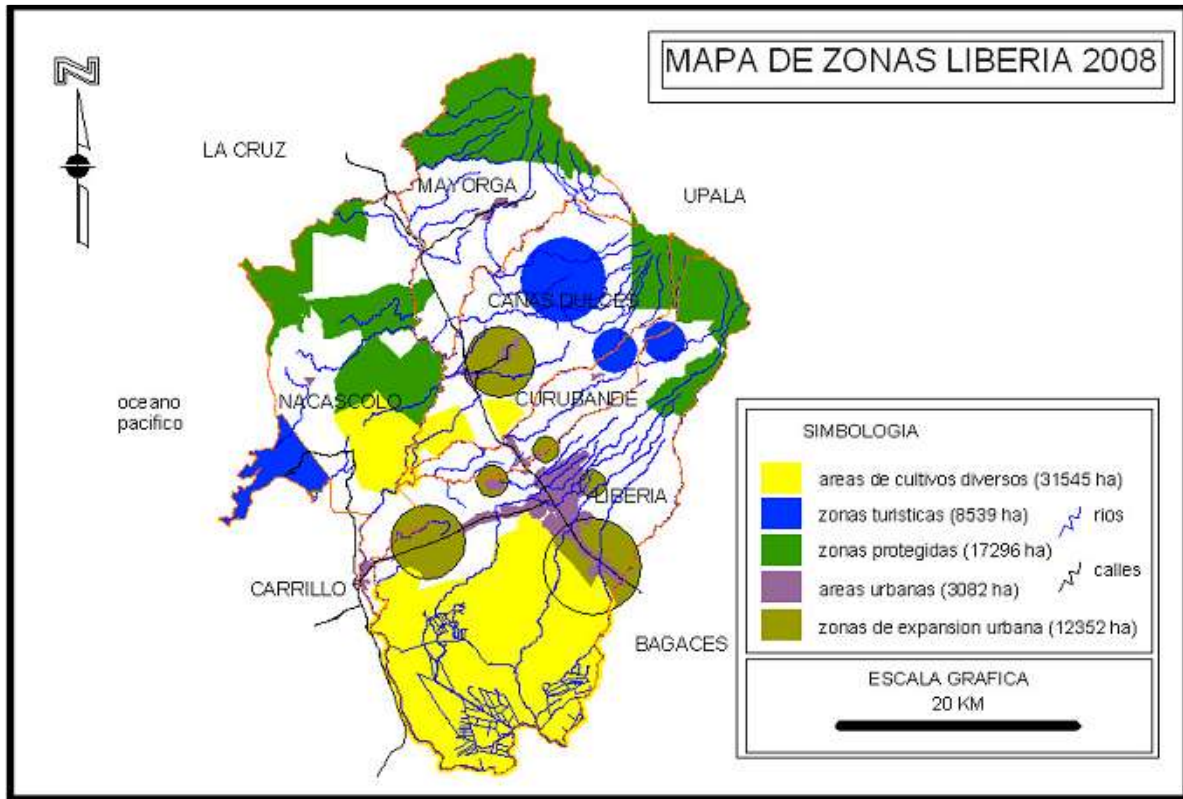 MAPA DE ZONAS LIBERIA 2008
N
LA CRUZ
MAYORGA
UPALA
CAÑAS DULCES
oceano
pacifico
NACASCOLO
CURUBANDE
LIBERIA
CARRILLO
BAGACES
SIMBOLOGIA
areas de cultivos diversos (31545 ha)
zonas turisticas (8539 ha)
rios
zonas protegidas (17296 ha)
calles
areas urbanas (3082 ha)
zonas de expansion urbana (12352 ha)
ESCALA GRAFICA
20 KM